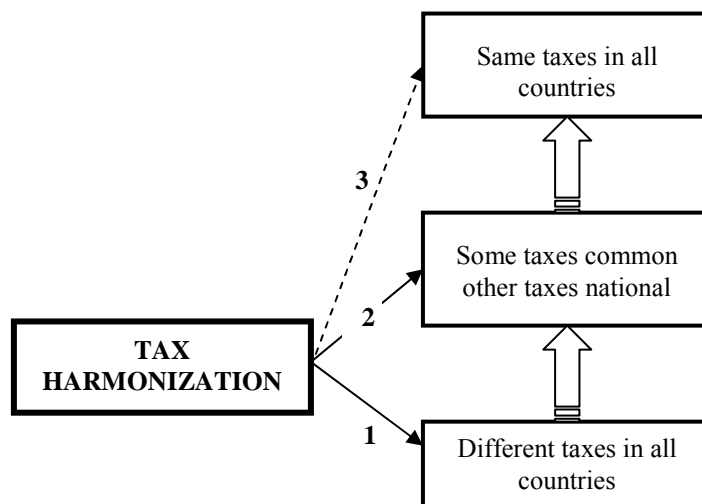 Same taxes in all
countries
3
Some taxes common
other taxes national
2
TAX
HARMONIZATION
1
Different taxes in all
countries